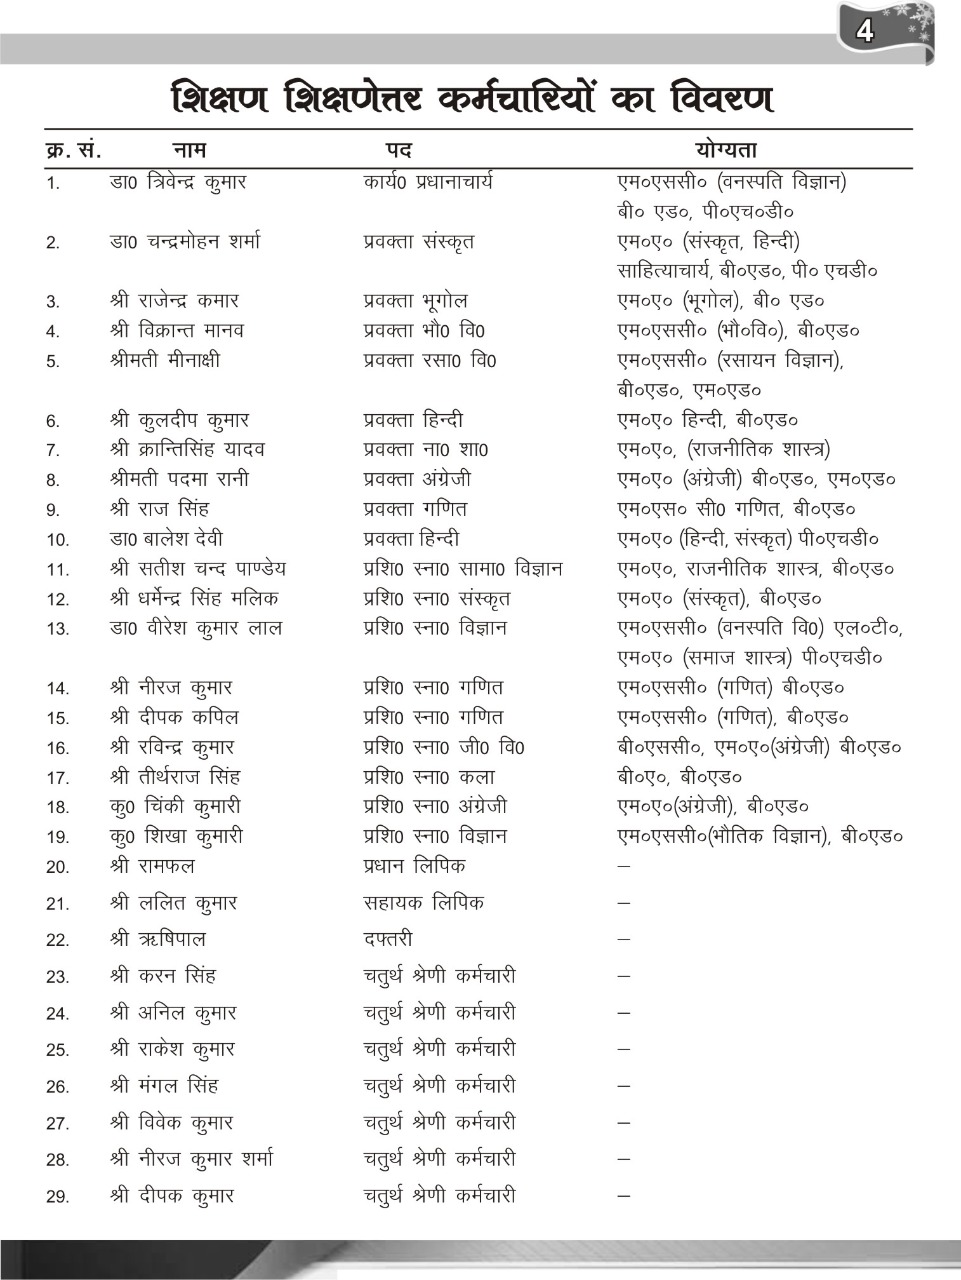 4
शिक्षण शिक्षणेत्तर कर्मचारियों का विवरण
क्र. सं. नाम पद योग्यता
1. डा0 त्रिवेन्द्र कुमार कार्य0 प्रधानाचार्य एम०एससी० (वनस्पति विज्ञान)
बी० एड०, पी०एच०डी०
2. डा0 चन्द्रमोहन शर्मा प्रवक्ता संस्कृत एम०ए० (संस्कृत, हिन्दी)
साहित्याचार्य, बी०एड०, पी० एचडी०
3. श्री राजेन्द्र कमार प्रवक्ता भूगोल एम०ए० (भूगोल), बी० एड०
4. श्री विक्रान्त मानव प्रवक्ता भौ0 वि0 एम०एससी० (भौ०वि०), बी०एड०
5. श्रीमती मीनाक्षी प्रवक्ता रसा0 वि0 एम०एससी० (रसायन विज्ञान),
बी०एड०, एम०एड०
6. श्री कुलदीप कुमार प्रवक्ता हिन्दी एम०ए० हिन्दी, बी०एड०
7. श्री क्रान्तिसिंह यादव प्रवक्ता ना0 शा0 एम०ए०, (राजनीतिक शास्त्र)
8. श्रीमती पदमा रानी प्रवक्ता अंग्रेजी एम०ए० (अंग्रेजी) बी०एड०, एम०एड०
9. श्री राज सिंह प्रवक्ता गणित एम०एस० सी0 गणित, बी०एड०
10. डा0 बालेश देवी प्रवक्ता हिन्दी एम०ए० (हिन्दी, संस्कृत) पी०एचडी०
11. श्री सतीश चन्द पाण्डेय प्रशि0 स्ना0 सामा0 विज्ञान एम०ए०, राजनीतिक शास्त्र, बी०एड०
12. श्री धर्मेन्द्र सिंह मलिक प्रशि0 स्ना0 संस्कृत एम०ए० (संस्कृत), बी०एड०
13. डा0 वीरेश कुमार लाल प्रशि0 स्ना0 विज्ञान एम०एससी० (वनस्पति वि0) एल०टी०,
एम०ए० (समाज शास्त्र) पी०एचडी०
14. श्री नीरज कुमार प्रशि0 स्ना0 गणित एम०एससी० (गणित) बी०एड०
15. श्री दीपक कपिल प्रशि0 स्ना0 गणित एम०एससी० (गणित), बी०एड०
16. श्री रविन्द्र कुमार प्रशि0 स्ना0 जी0 वि0 बी०एससी०, एम०ए०(अंग्रेजी) बी०एड०
17. श्री तीर्थराज सिंह प्रशि0 स्ना0 कला बी०ए०, बी०एड०
18. कु0 चिंकी कुमारी प्रशि0 स्ना0 अंग्रेजी एम०ए०(अंग्रेजी), बी०एड०
19. कु0 शिखा कुमारी प्रशि0 स्ना0 विज्ञान एम०एससी०(भौतिक विज्ञान), बी०एड०
20. श्री रामफल प्रधान लिपिक –
21. श्री ललित कुमार सहायक लिपिक –
22. श्री ऋषिपाल दफ्तरी –
23. श्री करन सिंह चतुर्थ श्रेणी कर्मचारी –
24. श्री अनिल कुमार चतुर्थ श्रेणी कर्मचारी –
25. श्री राकेश कुमार चतुर्थ श्रेणी कर्मचारी –
26. श्री मंगल सिंह चतुर्थ श्रेणी कर्मचारी –
27. श्री विवेक कुमार चतुर्थ श्रेणी कर्मचारी –
28. श्री नीरज कुमार शर्मा चतुर्थ श्रेणी कर्मचारी –
29. श्री दीपक कुमार चतुर्थ श्रेणी कर्मचारी –